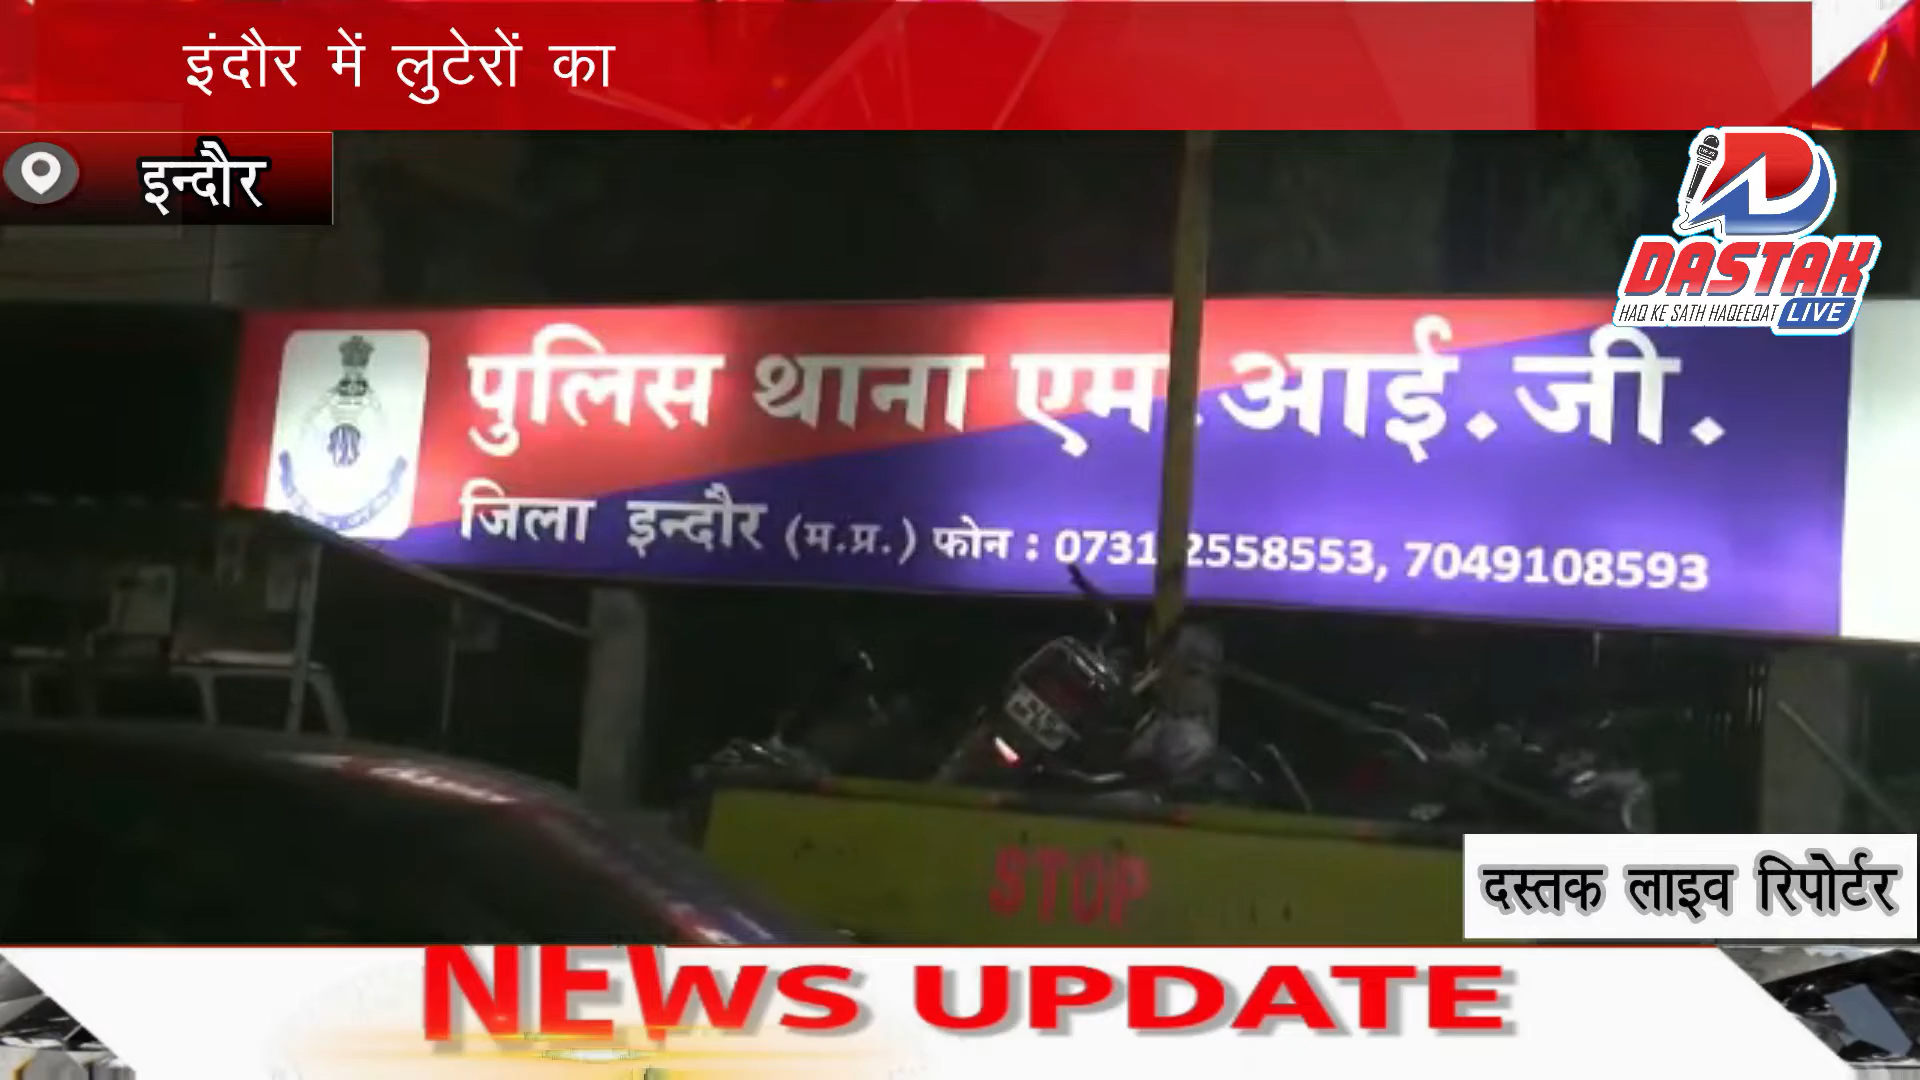 इंदौर में लुटेरों का
इन्दौर
DASTAK
HAQ KE SATH HAQEEQAT LIVE
पुलिस थाना एम.आई.जी.
जिला इन्दौर (म.प्र.) फोन : 0731 2558553, 7049108593
STOP
दस्तक लाइव रिपोर्टर
NEWS UPDATE